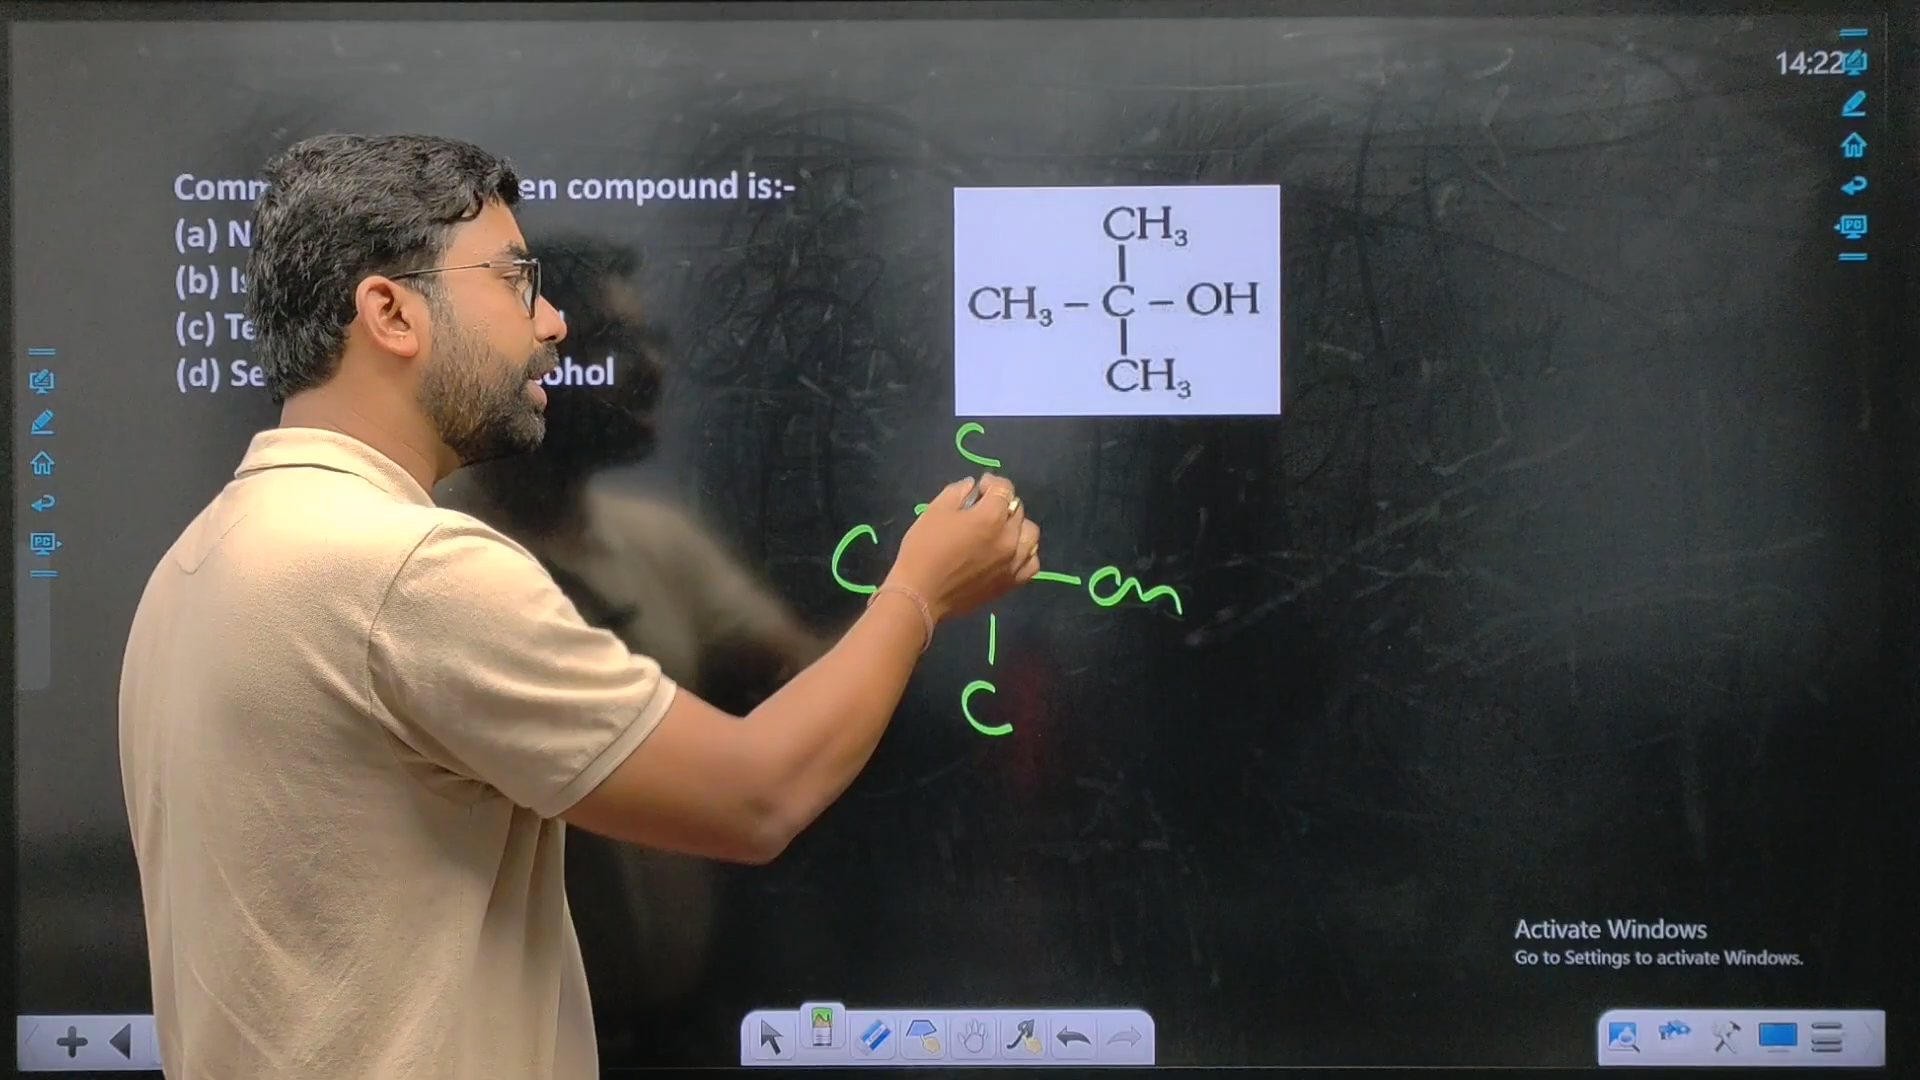 14:22
Comm en compound is:-
(a) N
(b) Is
(c) Te
(d) Se ohol
CH₃
CH₃ – C – OH
CH₃
C
C
C
Activate Windows
Go to Settings to activate Windows.